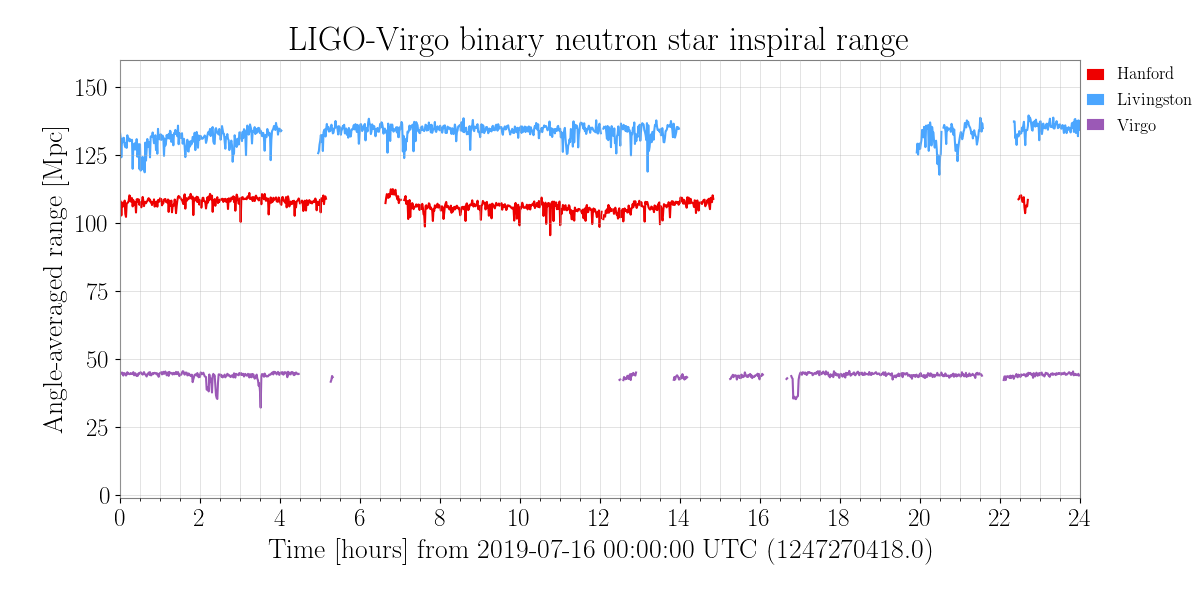 LIGO-Virgo binary neutron star inspiral range
Angle-averaged range [Mpc]
150
125
100
75
50
25
0
0 2 4 6 8 10 12 14 16 18 20 22 24
Time [hours] from 2019-07-16 00:00:00 UTC (1247270418.0)
Hanford
Livingston
Virgo